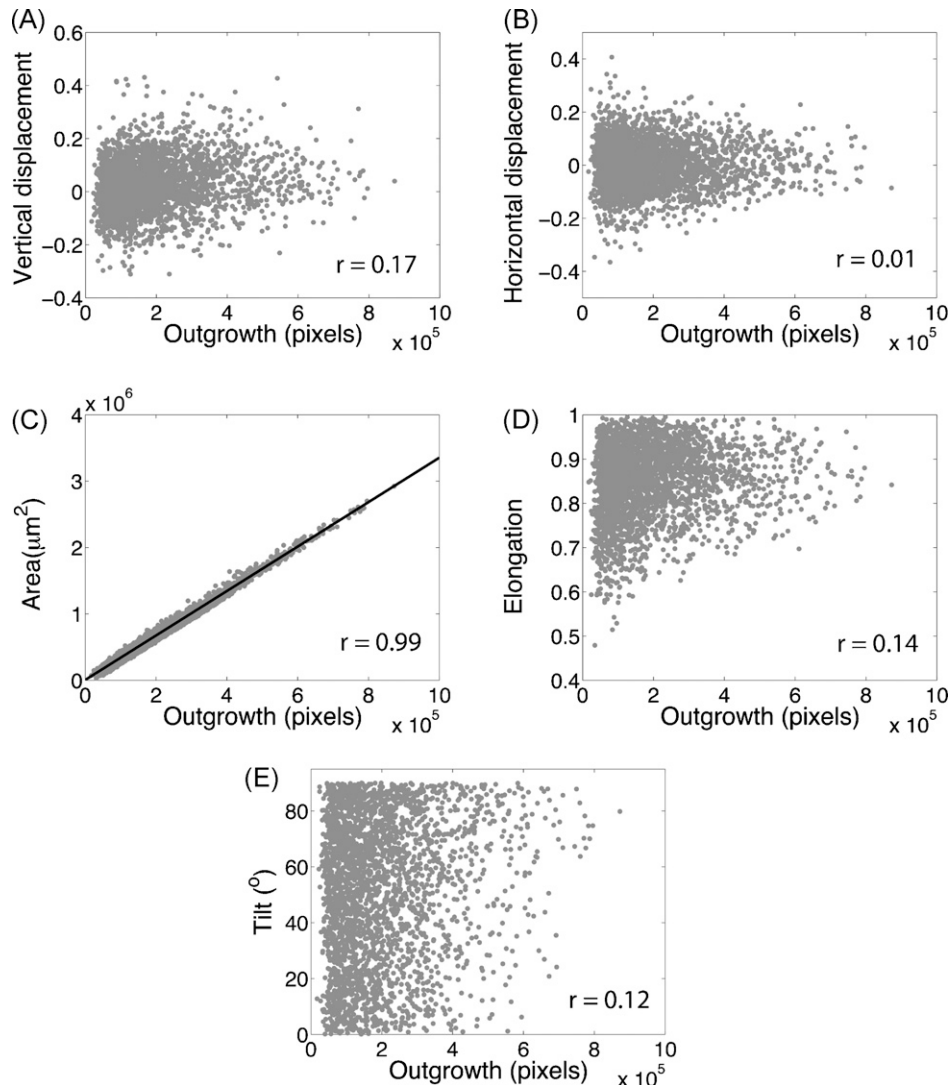 (A)
0.6
0.4
0.2
0
−0.2
−0.4
Vertical displacement
r = 0.17
0 2 4 6 8 10
Outgrowth (pixels)
x 10^5
(B)
0.4
0.2
0
−0.2
−0.4
Horizontal displacement
r = 0.01
0 2 4 6 8 10
Outgrowth (pixels)
x 10^5
(C)
x 10^6
4
3
2
1
0
Area(μm^2)
r = 0.99
0 2 4 6 8 10
Outgrowth (pixels)
x 10^5
(D)
1
0.9
0.8
0.7
0.6
0.5
0.4
Elongation
r = 0.14
0 2 4 6 8 10
Outgrowth (pixels)
x 10^5
(E)
80
60
40
20
0
Tilt (°)
r = 0.12
0 2 4 6 8 10
Outgrowth (pixels)
x 10^5